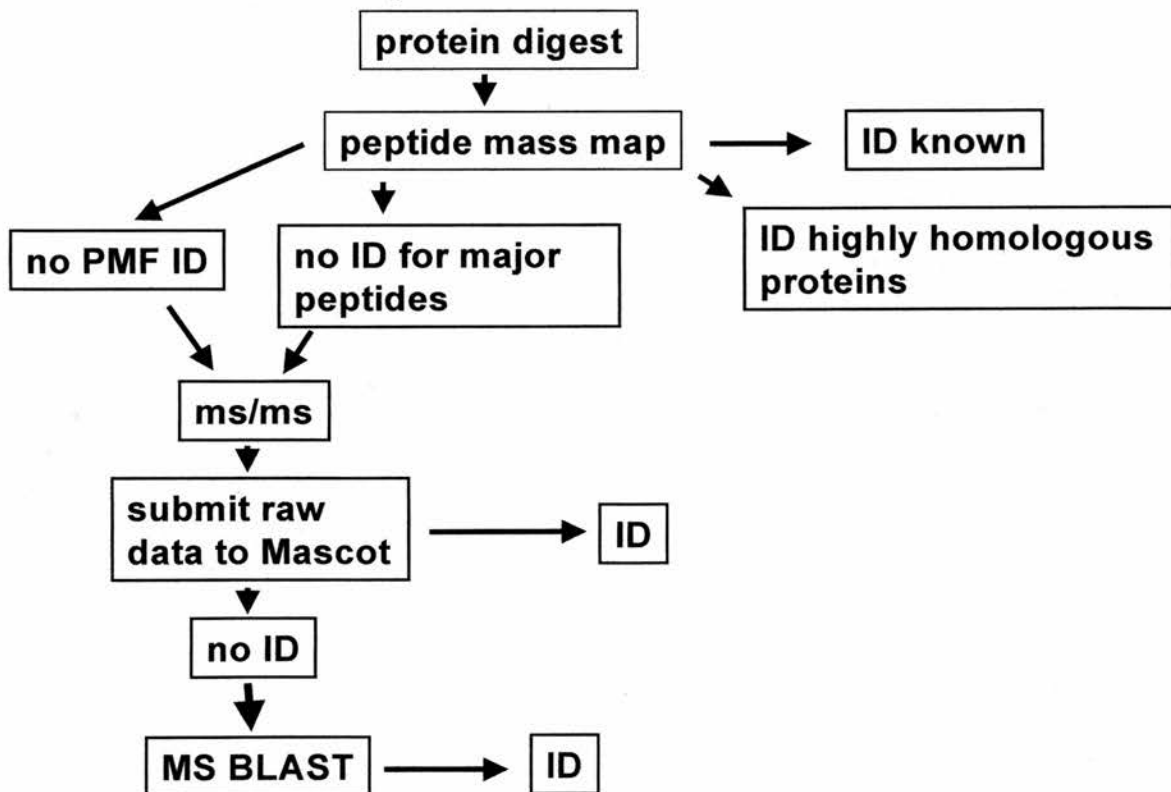 protein digest
peptide mass map
ID known
no PMF ID
no ID for major
peptides
ID highly homologous
proteins
ms/ms
submit raw
data to Mascot
ID
no ID
MS BLAST
ID